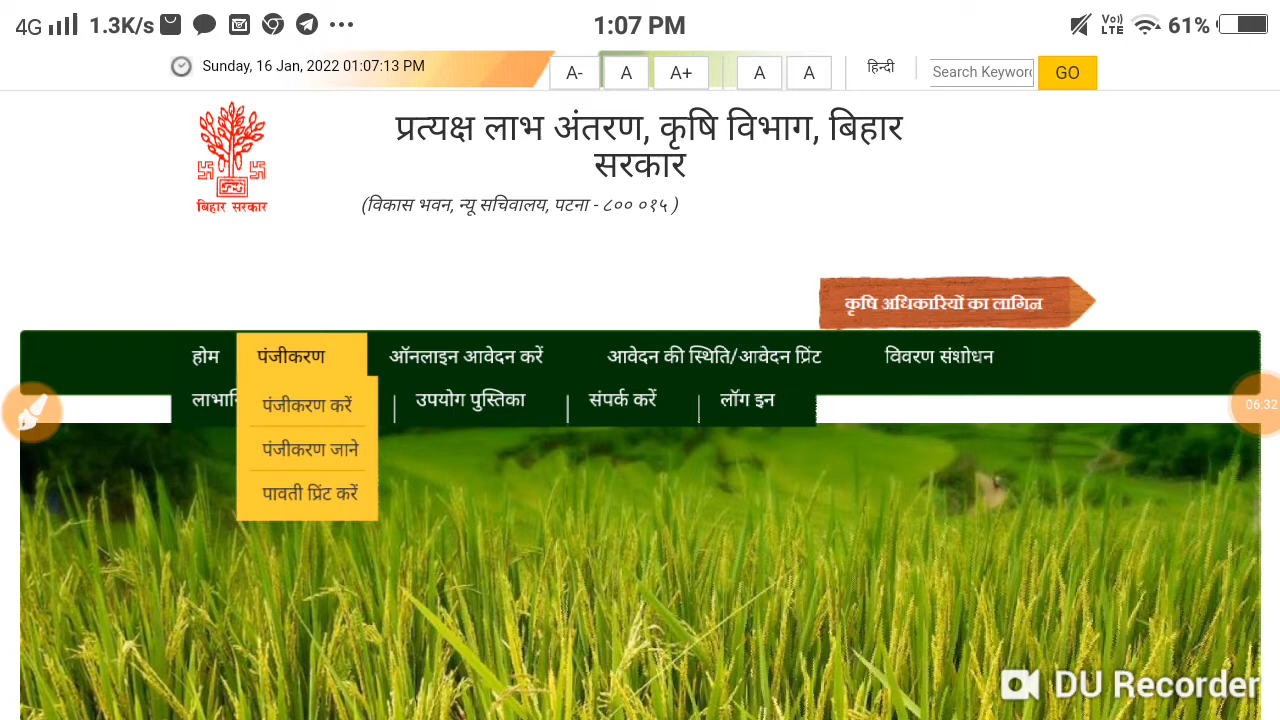 4G 1.3K/s 1:07 PM Vo)) LTE 61%
Sunday, 16 Jan, 2022 01:07:13 PM A- A A+ A A हिन्दी Search Keyword GO
प्रत्यक्ष लाभ अंतरण, कृषि विभाग, बिहार
सरकार
बिहार सरकार
(विकास भवन, न्यू सचिवालय, पटना - ८०० ०१५ )
कृषि अधिकारियों का लागिन
होम पंजीकरण ऑनलाइन आवेदन करें आवेदन की स्थिति/आवेदन प्रिंट विवरण संशोधन
उपयोग पुस्तिका संपर्क करें लॉग इन
पंजीकरण करें
06:32
पंजीकरण जाने
पावती प्रिंट करें
DU Recorder